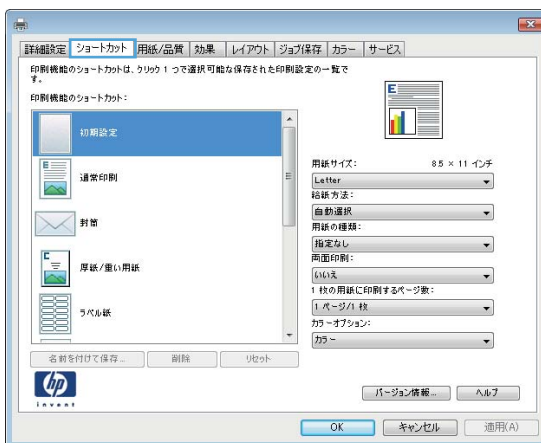 詳細設定 ショートカット 用紙/品質 効果 レイアウト ジョブ保存 カラー サービス
印刷機能のショートカットは、クリック 1 つで選択可能な保存された印刷設定の一覧で
す。
印刷機能のショートカット:
初期設定
通常印刷
封筒
厚紙/重い用紙
ラベル紙
名前を付けて保存...
削除
リセット
E
用紙サイズ: 8.5 × 11 インチ
Letter
給紙方法:
自動選択
用紙の種類:
指定なし
両面印刷:
いいえ
1 枚の用紙に印刷するページ数:
1 ページ/1 枚
カラーオプション:
カラー
hp
invent
バージョン情報... ヘルプ
OK キャンセル 適用(A)